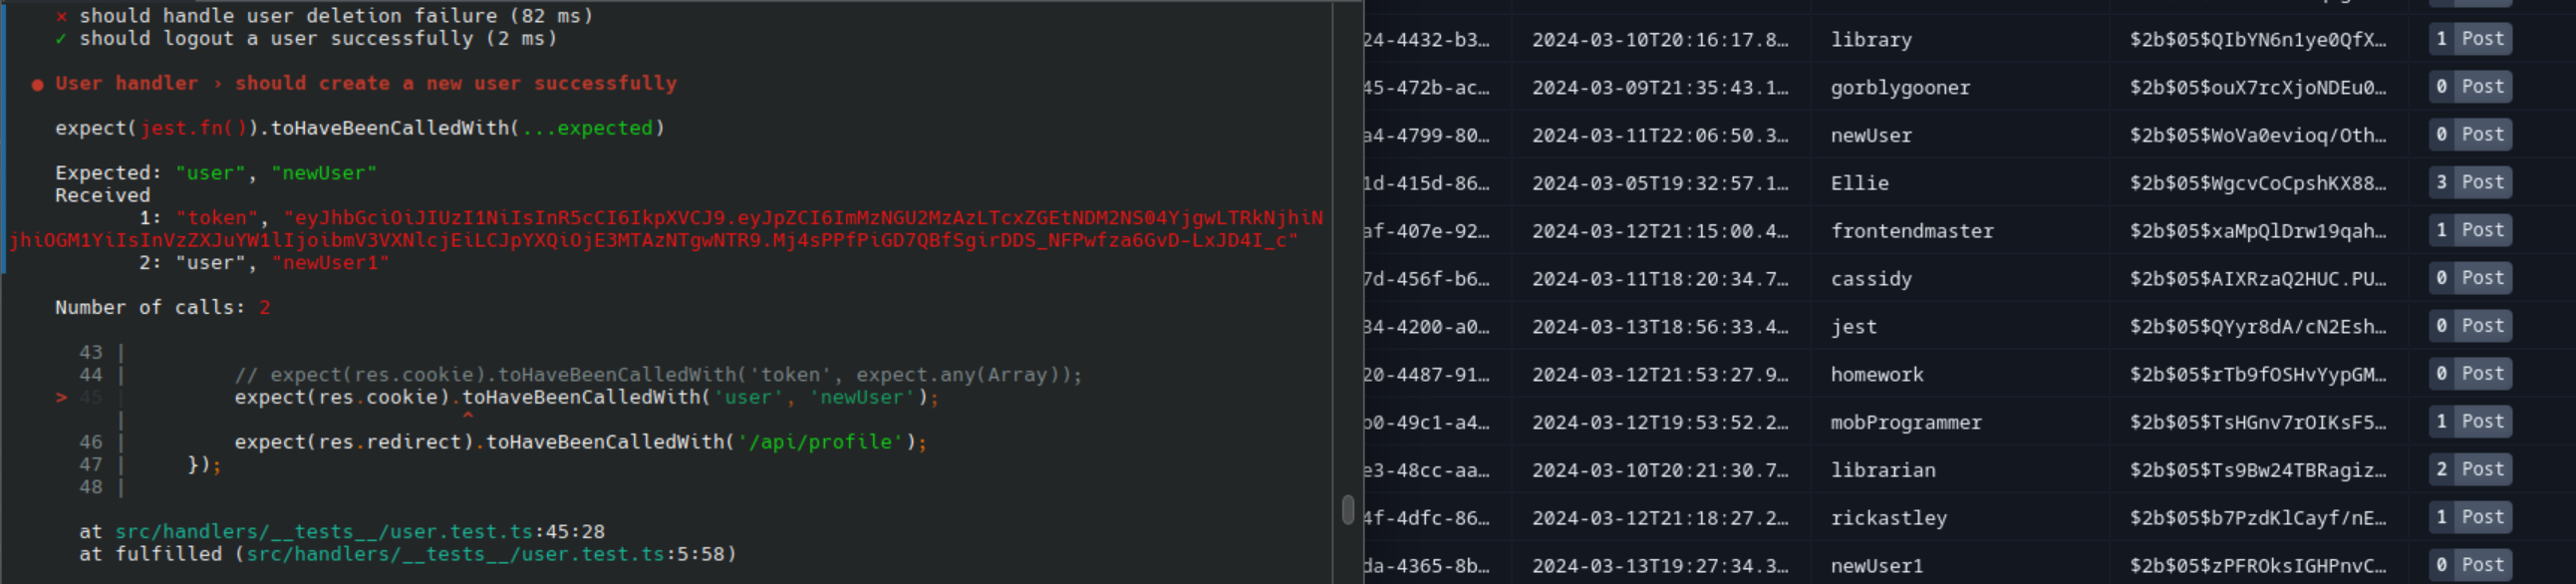 ✕ should handle user deletion failure (82 ms)
✓ should logout a user successfully (2 ms)
● User handler › should create a new user successfully
expect(jest.fn()).toHaveBeenCalledWith(...expected)
Expected: "user", "newUser"
Received
1: "token", "eyJhbGciOiJIUzI1NiIsInR5cCI6IkpXVCJ9.eyJpZCI6ImMzNGU2MzAzLTcxZGEtNDM2NS04YjgwLTRkNjhiN
jhiOGM1YiIsInVzZXJuYW1lIjoibmV3VXNlcjEiLCJpYXQiOjE3MTAzNTgwNTR9.Mj4sPPfPiGD7QBfSgirDDS_NFPwfza6GvD-LxJD4I_c"
2: "user", "newUser1"
Number of calls: 2
43 |
44 | // expect(res.cookie).toHaveBeenCalledWith('token', expect.any(Array));
> 45 | expect(res.cookie).toHaveBeenCalledWith('user', 'newUser');
| ^
46 | expect(res.redirect).toHaveBeenCalledWith('/api/profile');
47 | });
48 |
at src/handlers/__tests__/user.test.ts:45:28
at fulfilled (src/handlers/__tests__/user.test.ts:5:58)
24-4432-b3… 2024-03-10T20:16:17.8… library $2b$05$QIbYN6n1ye0QfX… 1 Post
45-472b-ac… 2024-03-09T21:35:43.1… gorblygooner $2b$05$ouX7rcXjoNDEu0… 0 Post
a4-4799-80… 2024-03-11T22:06:50.3… newUser $2b$05$WoVa0evioq/Oth… 0 Post
1d-415d-86… 2024-03-05T19:32:57.1… Ellie $2b$05$WgcvCoCpshKX88… 3 Post
af-407e-92… 2024-03-12T21:15:00.4… frontendmaster $2b$05$xaMpQlDrw19qah… 1 Post
7d-456f-b6… 2024-03-11T18:20:34.7… cassidy $2b$05$AIXRzaQ2HUC.PU… 0 Post
34-4200-a0… 2024-03-13T18:56:33.4… jest $2b$05$QYyr8dA/cN2Esh… 0 Post
20-4487-91… 2024-03-12T21:53:27.9… homework $2b$05$rTb9fOSHvYypGM… 0 Post
b0-49c1-a4… 2024-03-12T19:53:52.2… mobProgrammer $2b$05$TsHGnv7rOIKsF5… 1 Post
e3-48cc-aa… 2024-03-10T20:21:30.7… librarian $2b$05$Ts9Bw24TBRagiz… 2 Post
4f-4dfc-86… 2024-03-12T21:18:27.2… rickastley $2b$05$b7PzdKlCayf/nE… 1 Post
da-4365-8b… 2024-03-13T19:27:34.3… newUser1 $2b$05$zPFROksIGHPnvC… 0 Post